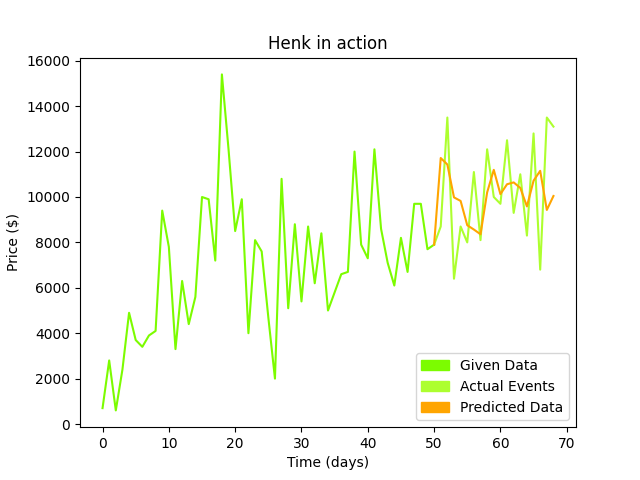 Henk in action
Price ($)
16000
14000
12000
10000
8000
6000
4000
2000
0
Given Data
Actual Events
Predicted Data
0 10 20 30 40 50 60 70
Time (days)